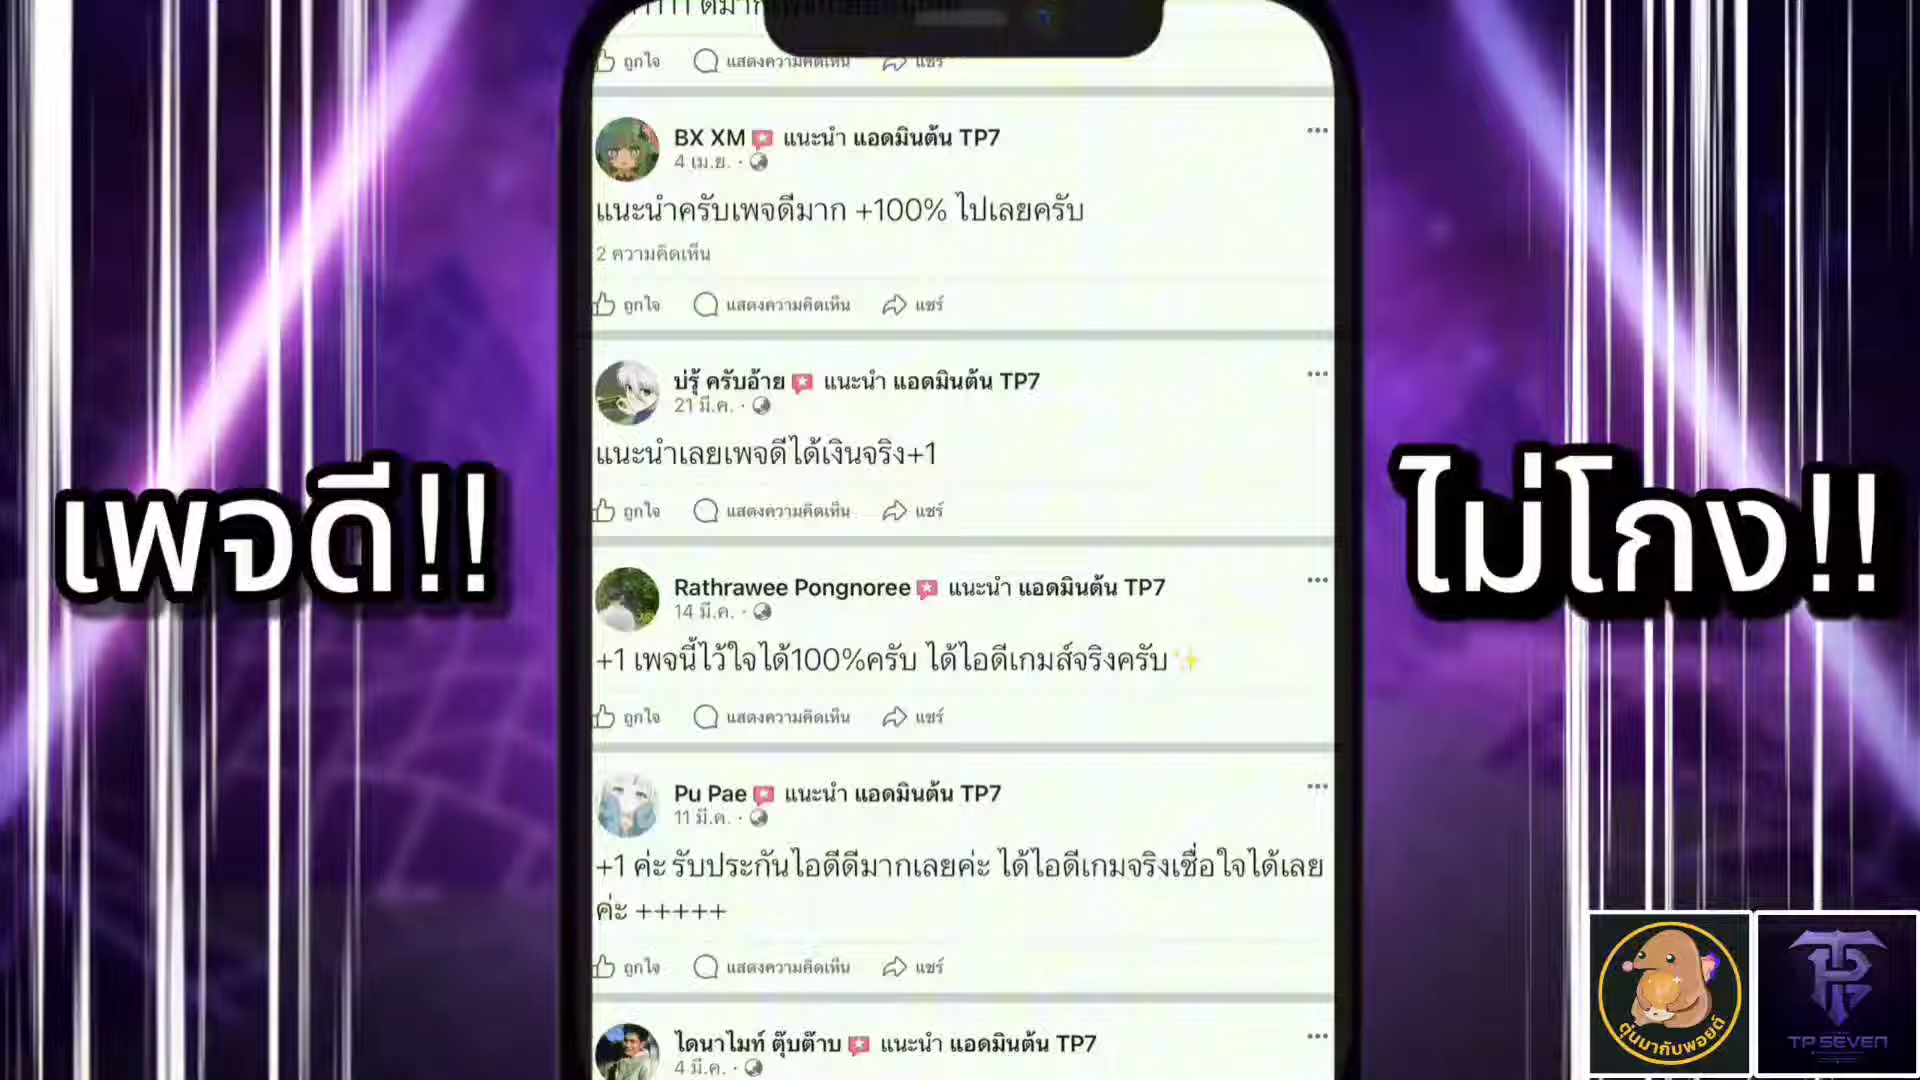 ถูกใจ แสดงความคิดเห็น แชร์
BX XM แนะนำ แอดมินต้น TP7
4 เม.ย. ·
แนะนำครับเพจดีมาก +100% ไปเลยครับ
2 ความคิดเห็น
ถูกใจ แสดงความคิดเห็น แชร์
บ่รู้ ครับอ้าย แนะนำ แอดมินต้น TP7
21 มี.ค. ·
แนะนำเลยเพจดีได้เงินจริง+1
ถูกใจ แสดงความคิดเห็น แชร์
เพจดี!!
ไม่โกง!!
Rathrawee Pongnoree แนะนำ แอดมินต้น TP7
14 มี.ค. ·
+1 เพจนี้ไว้ใจได้100%ครับ ได้ไอดีเกมส์จริงครับ✨
ถูกใจ แสดงความคิดเห็น แชร์
Pu Pae แนะนำ แอดมินต้น TP7
11 มี.ค. ·
+1 ค่ะ รับประกันไอดีดีมากเลยค่ะ ได้ไอดีเกมจริงเชื่อใจได้เลย
ค่ะ +++++
ถูกใจ แสดงความคิดเห็น แชร์
ไดนาไมท์ ตุ๊บต๊าบ แนะนำ แอดมินต้น TP7
4 มี.ค. ·
ตุ่นมากับพอยต์
TP SEVEN